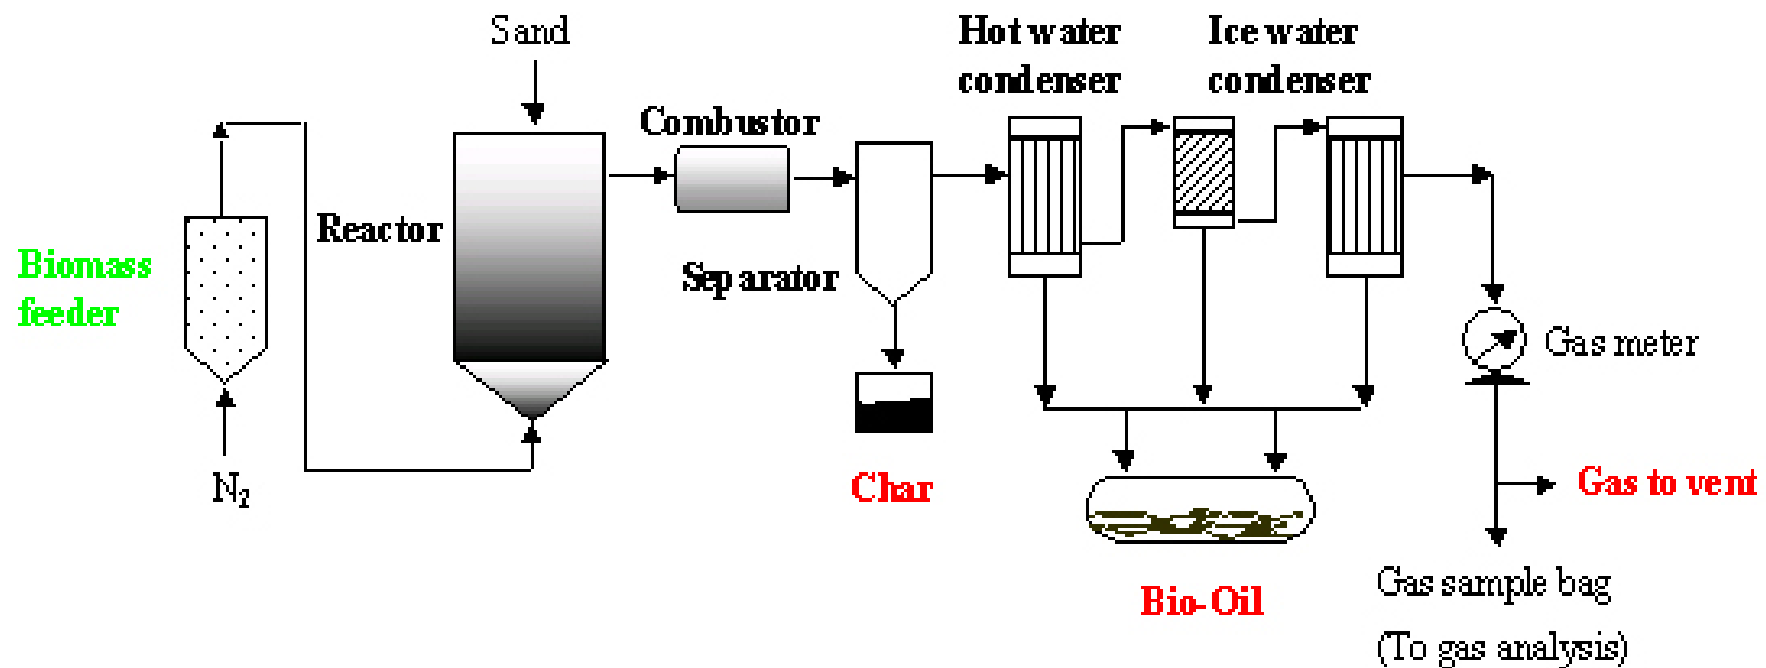 Sand
Hot water
condenser
Ice water
condenser
Combustor
Reactor
Biomass
feeder
Separator
Gas meter
N₂
Char
Gas to vent
Bio-Oil
Gas sample bag
(To gas analysis)